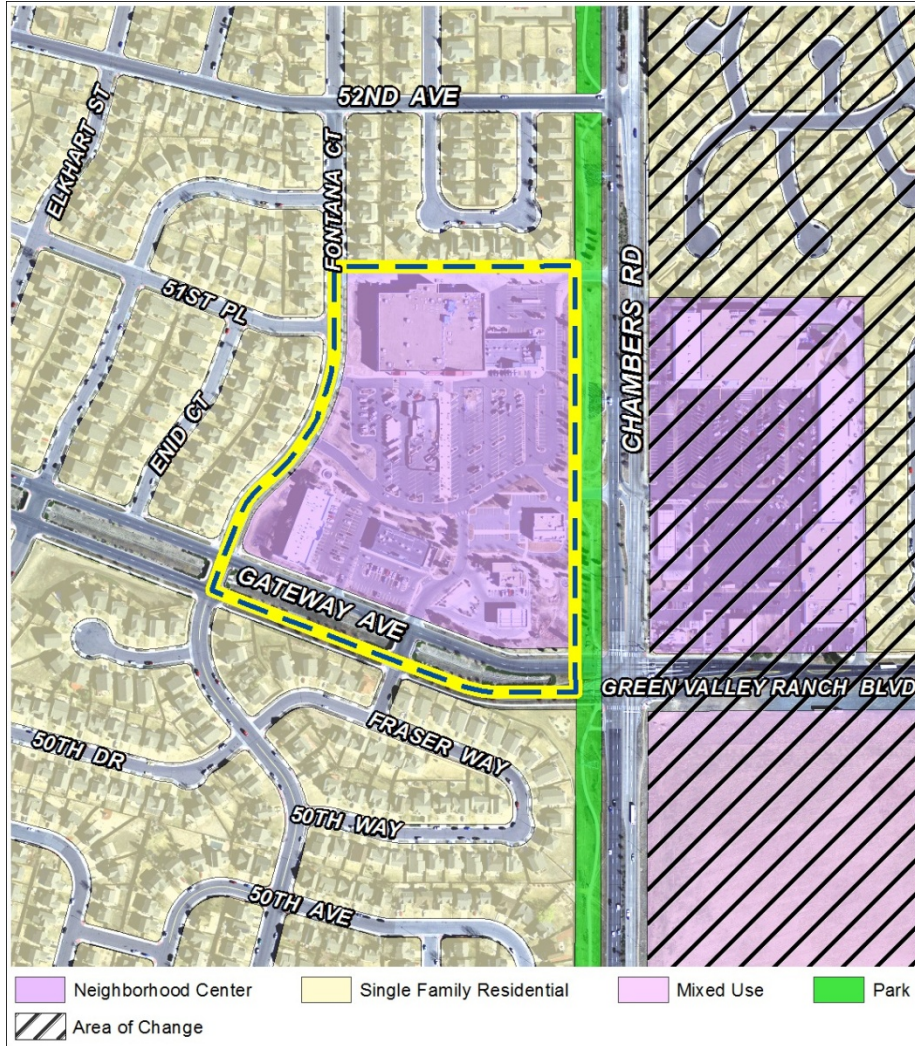 52ND AVE
ELKHART ST
FONTANA CT
51ST PL
CHAMBERS RD
ENID CT
GATEWAY AVE
GREEN VALLEY RANCH BLVD
FRASER WAY
50TH DR
50TH WAY
50TH AVE
Neighborhood Center
Single Family Residential
Mixed Use
Park
Area of Change